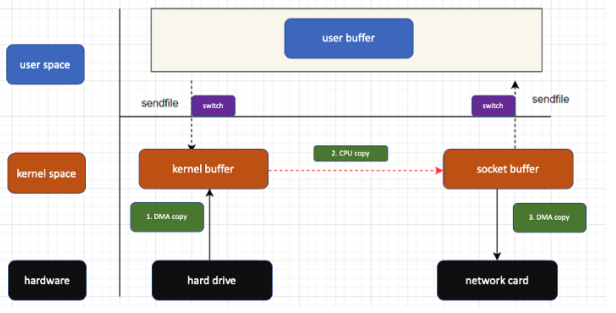 user buffer
user space
sendfile
switch
switch
sendfile
2. CPU copy
kernel space
kernel buffer
socket buffer
1. DMA copy
3. DMA copy
hardware
hard drive
network card